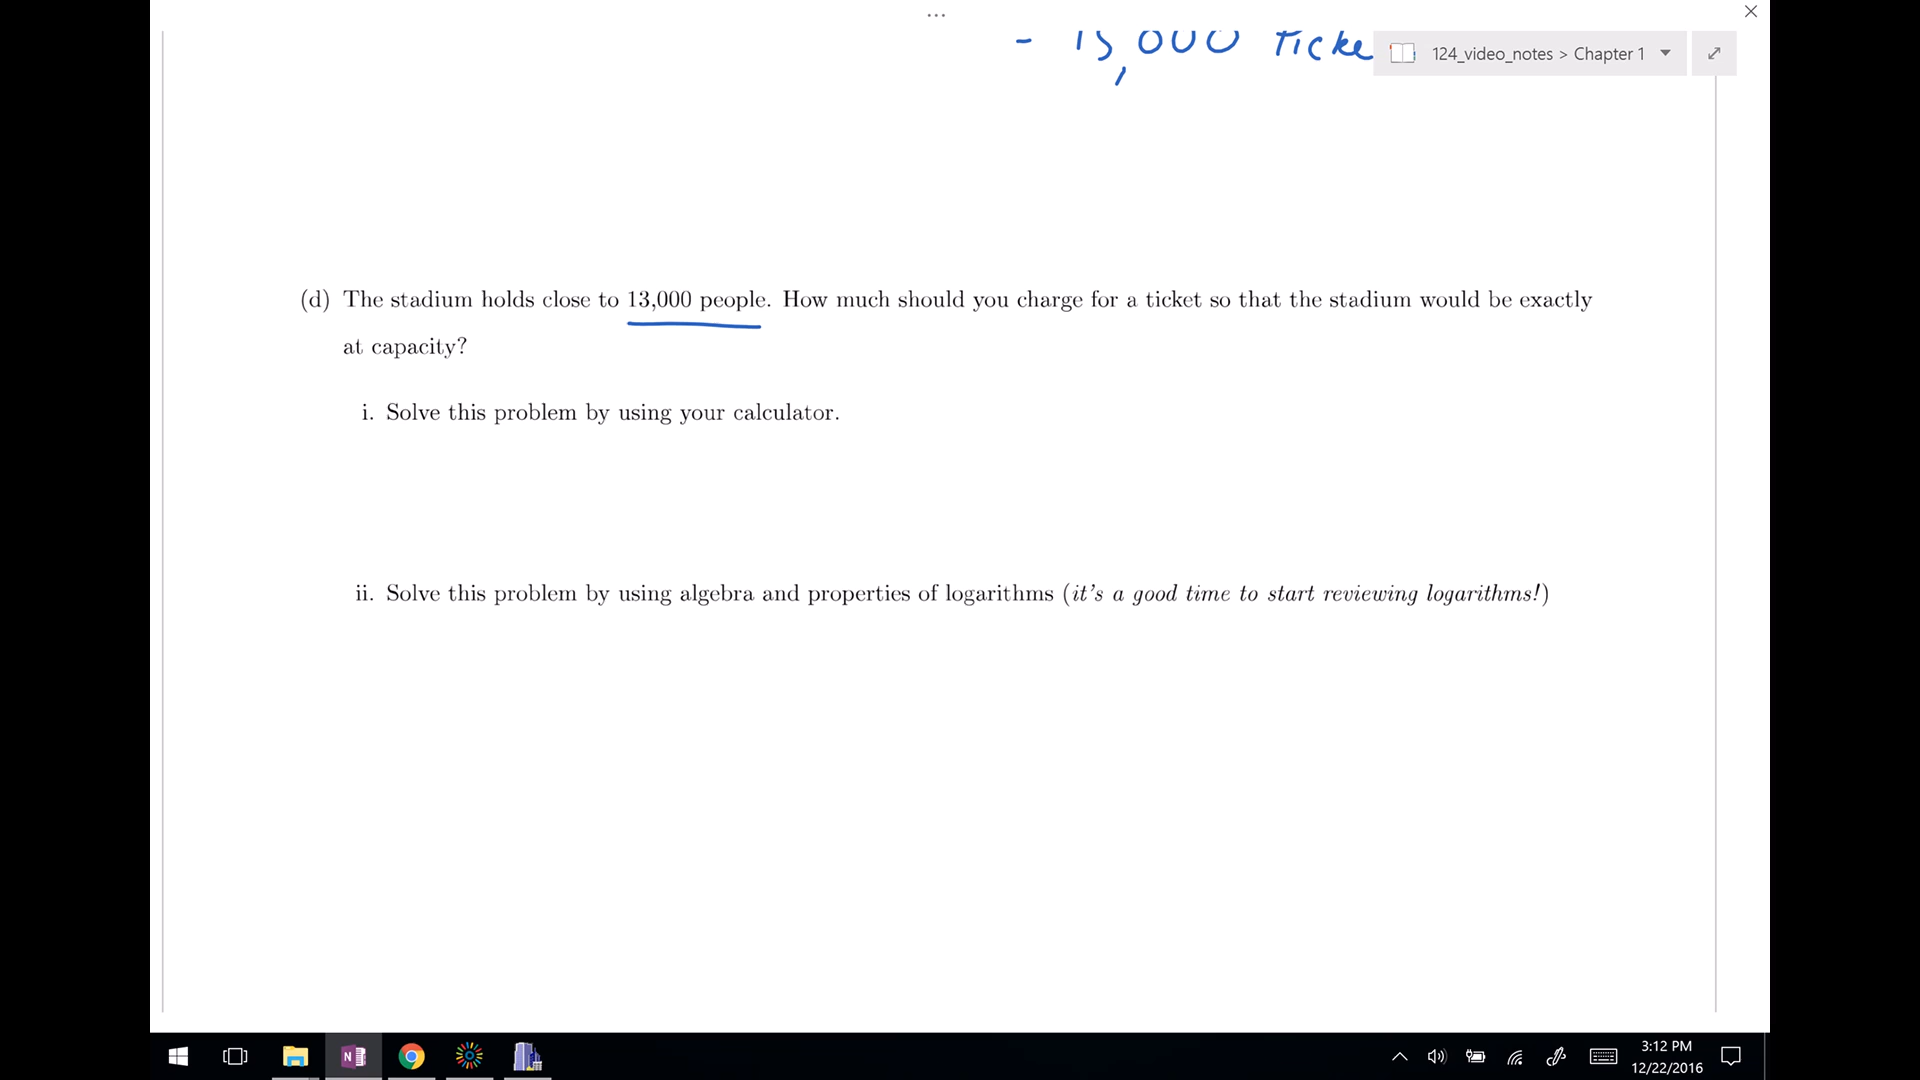 - 15,000 ticke
124_video_notes > Chapter 1
(d) The stadium holds close to 13,000 people. How much should you charge for a ticket so that the stadium would be exactly
at capacity?
i. Solve this problem by using your calculator.
ii. Solve this problem by using algebra and properties of logarithms (it's a good time to start reviewing logarithms!)
N
3:12 PM
12/22/2016